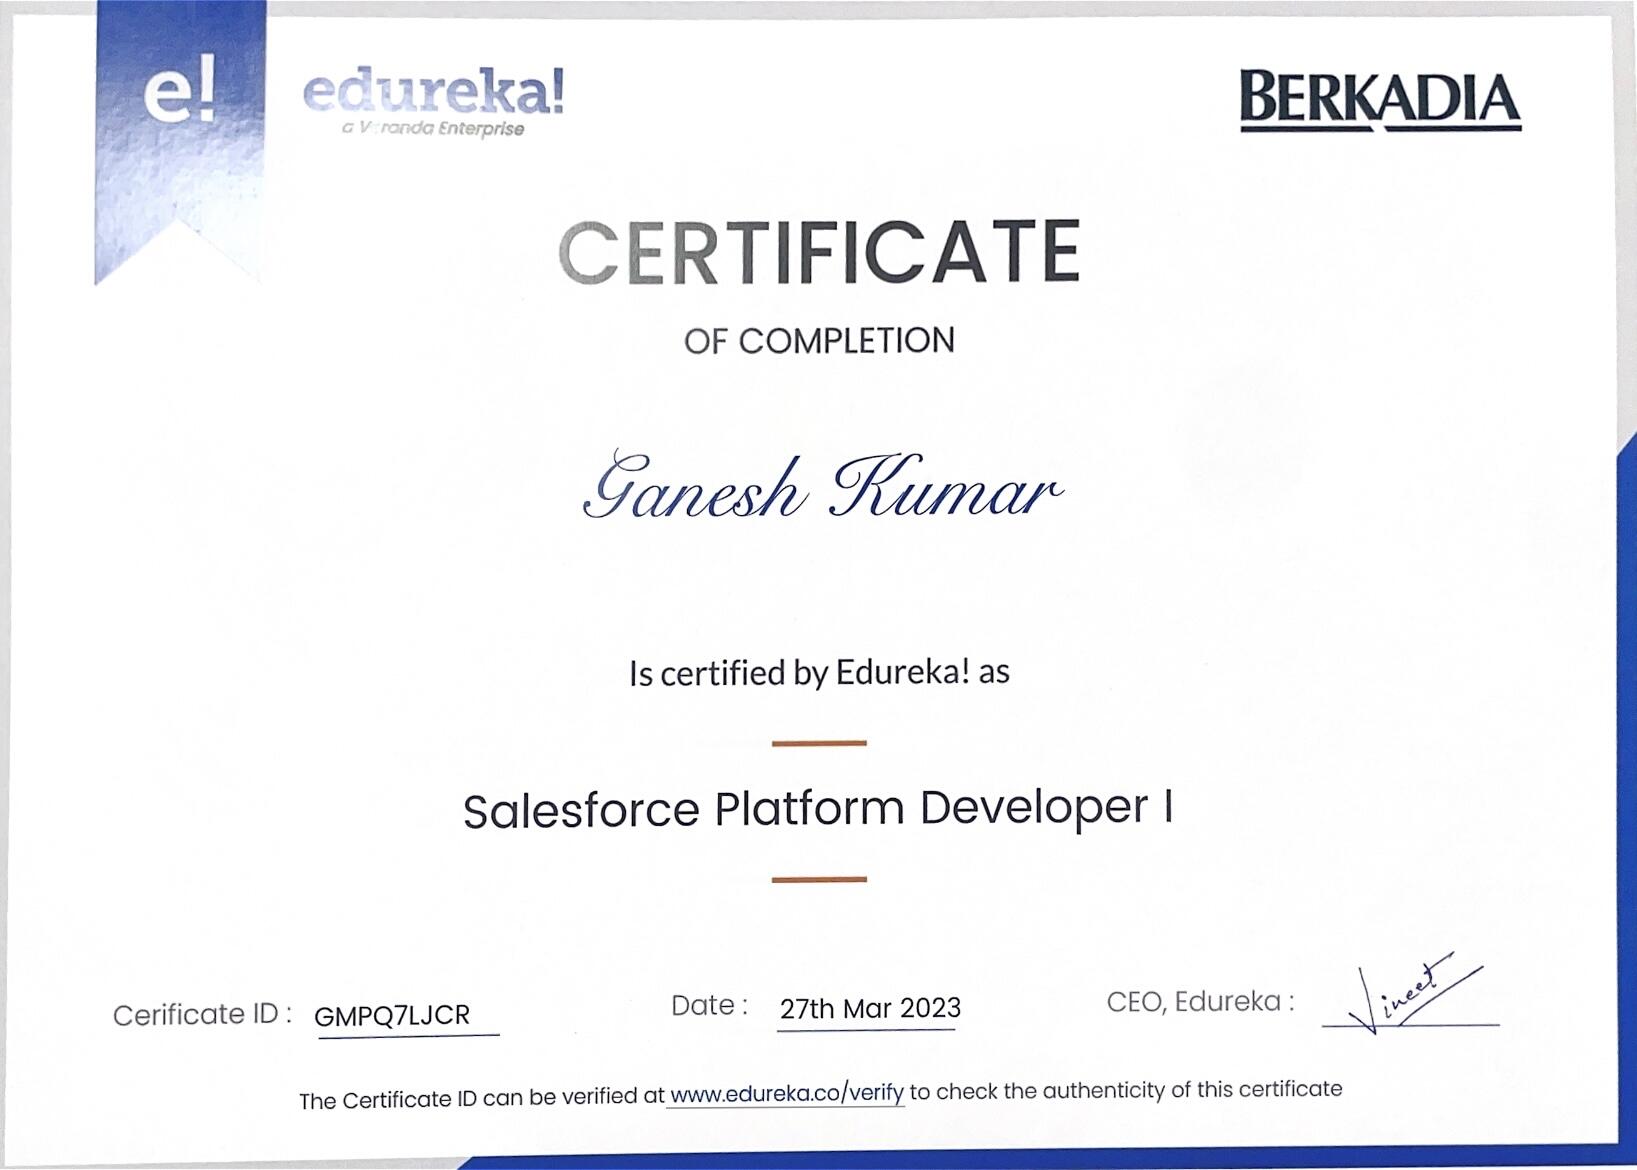 e!
edureka!
a Veranda Enterprise
BERKADIA
CERTIFICATE
OF COMPLETION
Ganesh Kumar
Is certified by Edureka! as
Salesforce Platform Developer I
Cerificate ID : GMPQ7LJCR
Date : 27th Mar 2023
CEO, Edureka : Vineet
The Certificate ID can be verified at www.edureka.co/verify to check the authenticity of this certificate